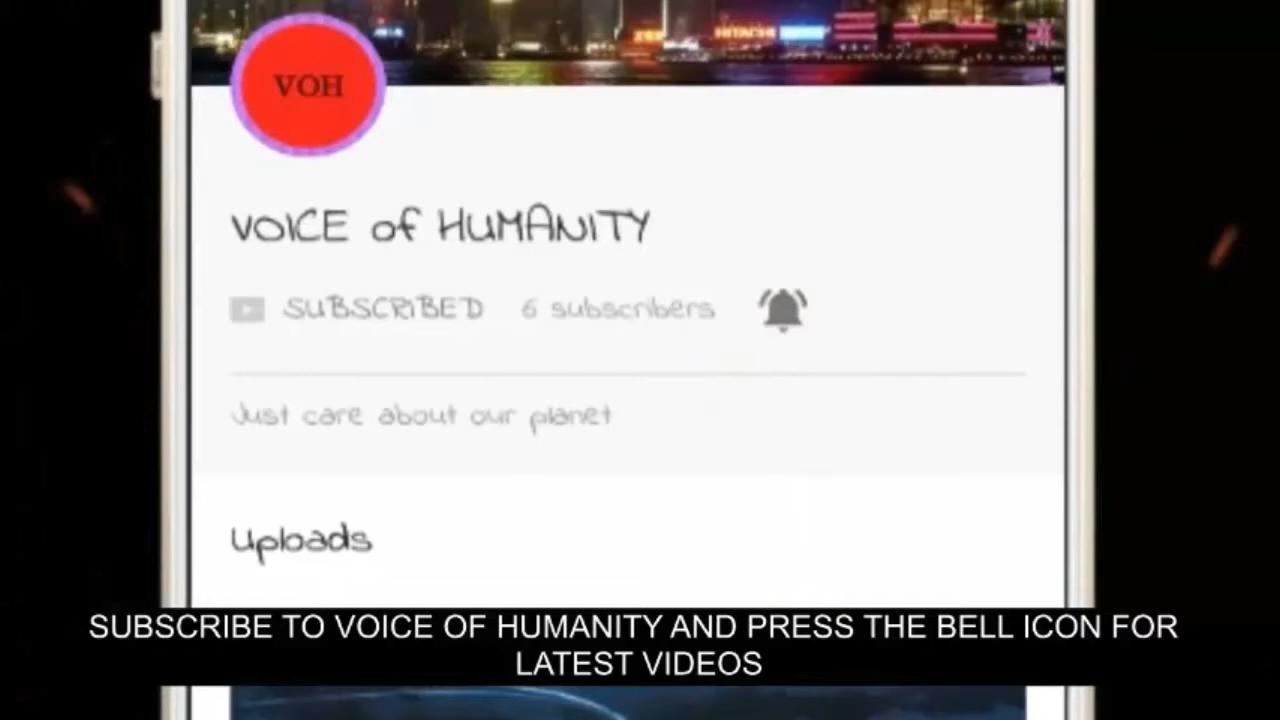 HITACHI
VOH
VOICE of HUMANITY
SUBSCRIBED 6 subscribers
Just care about our planet
Uploads
SUBSCRIBE TO VOICE OF HUMANITY AND PRESS THE BELL ICON FOR
LATEST VIDEOS